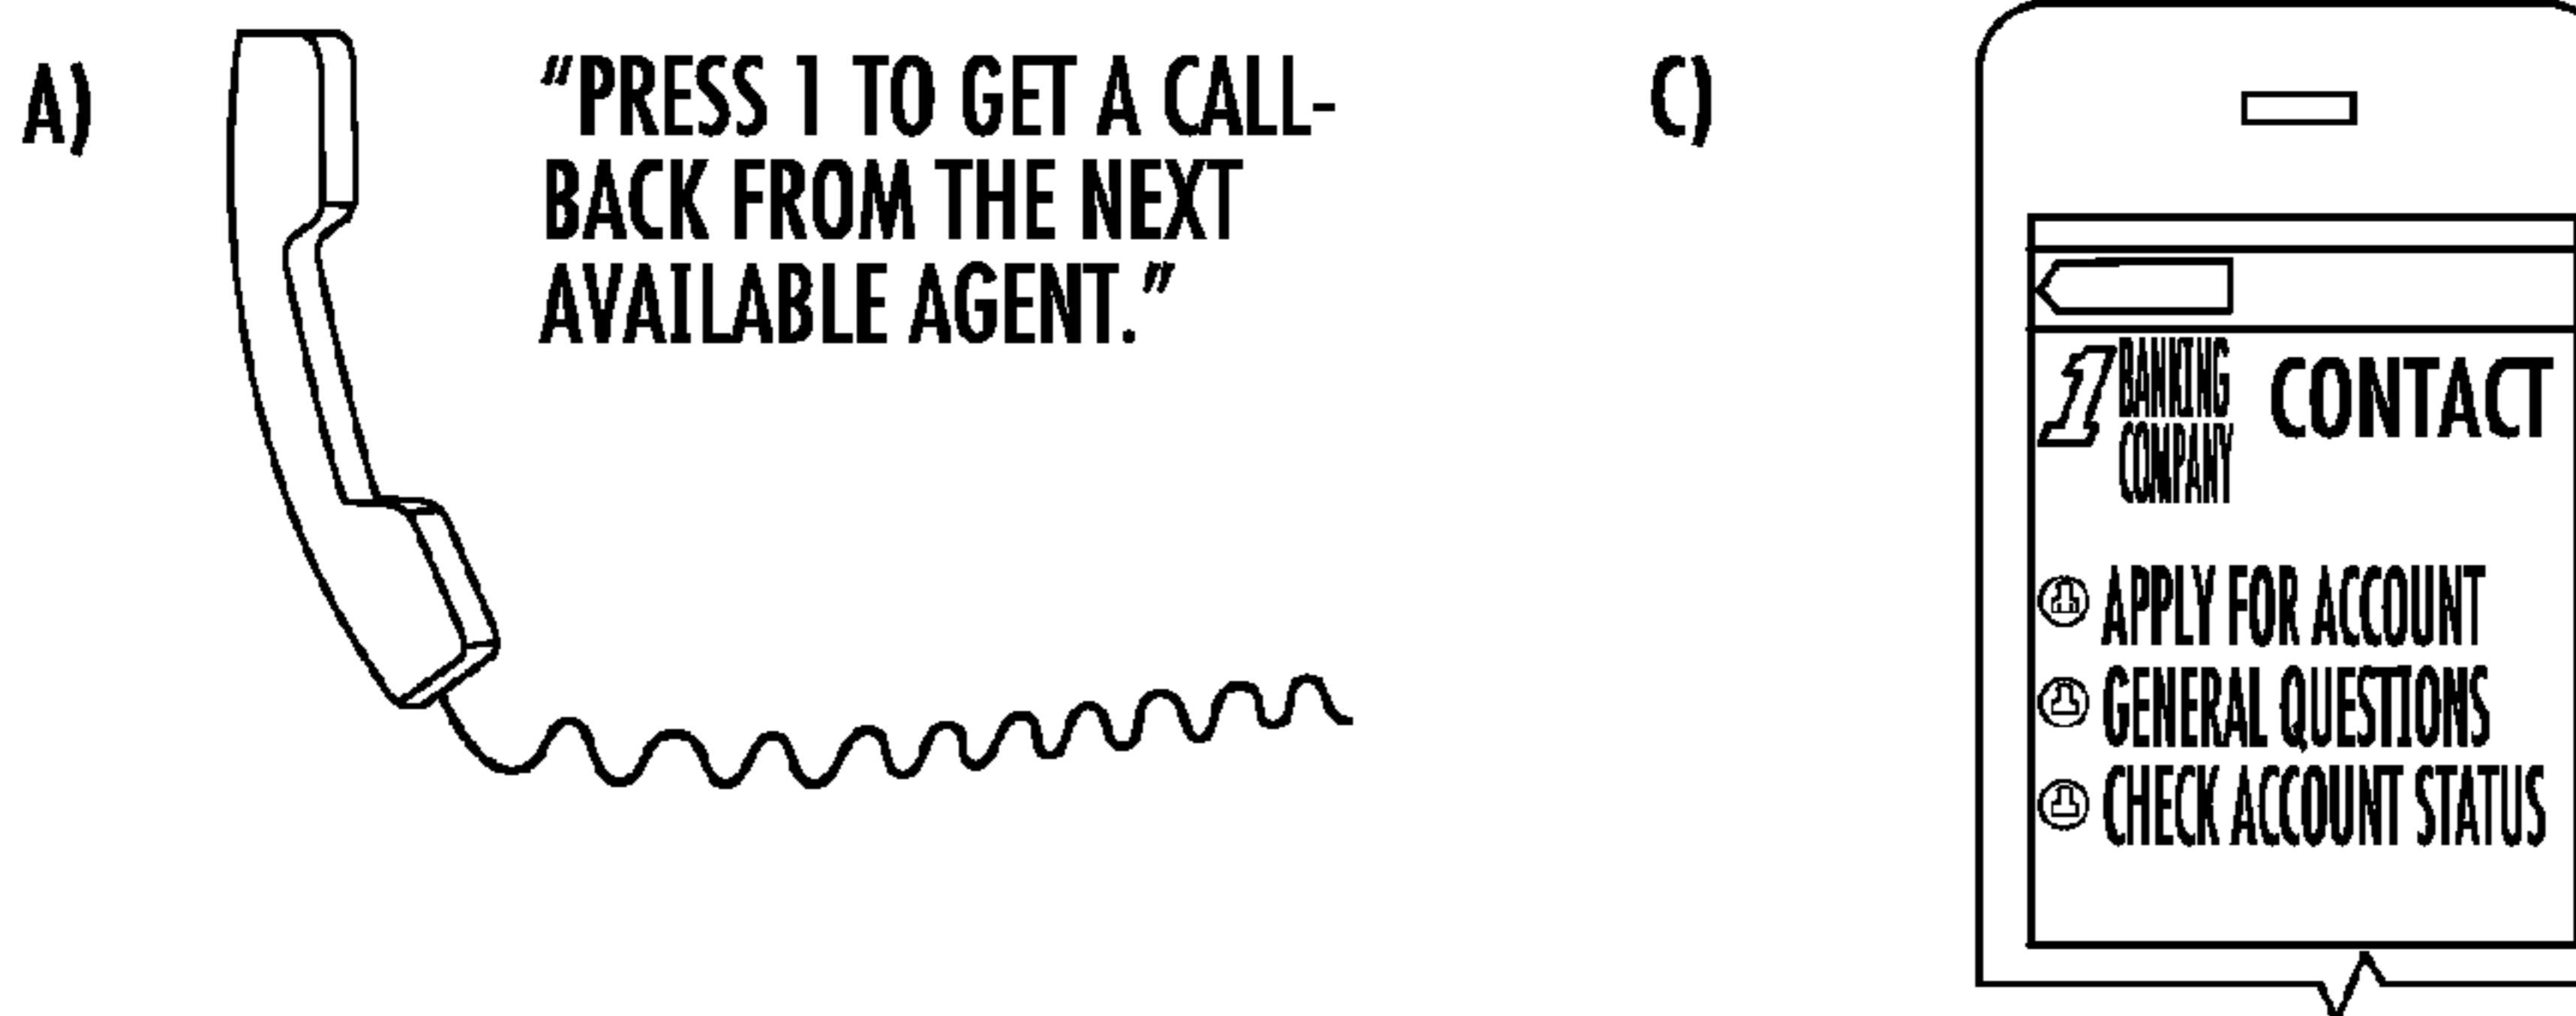 A)
"PRESS 1 TO GET A CALL-
BACK FROM THE NEXT
AVAILABLE AGENT."
C)
1 BANKING
COMPANY
CONTACT
APPLY FOR ACCOUNT
GENERAL QUESTIONS
CHECK ACCOUNT STATUS